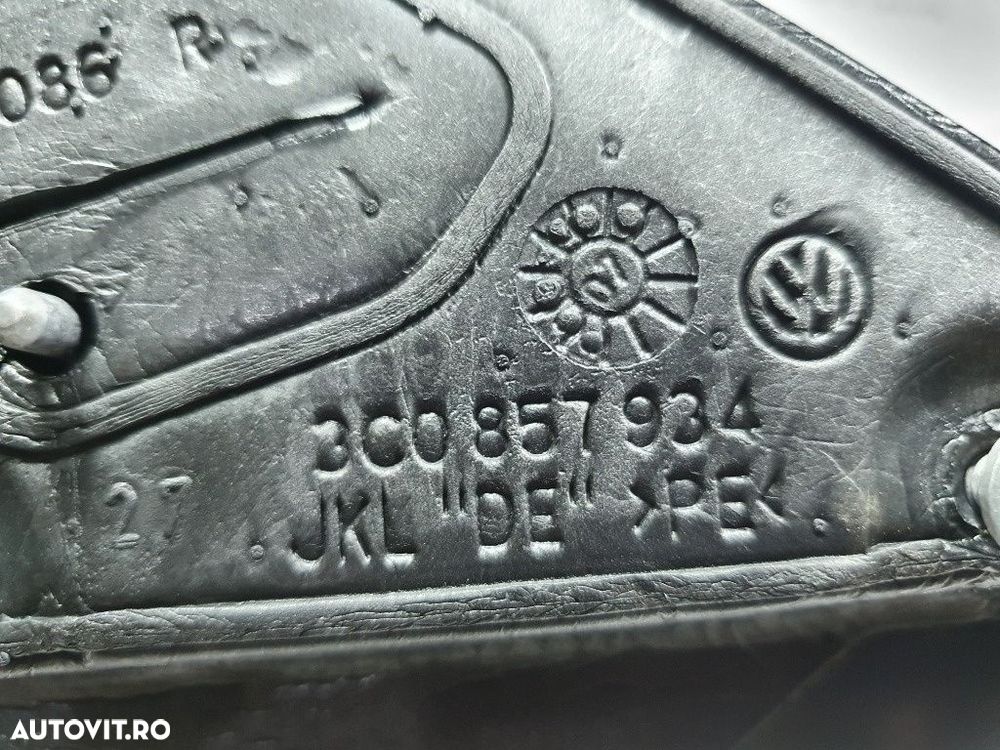 086 R
3C0 857 934
JKL "DE" >PE<
27
AUTOVIT.RO